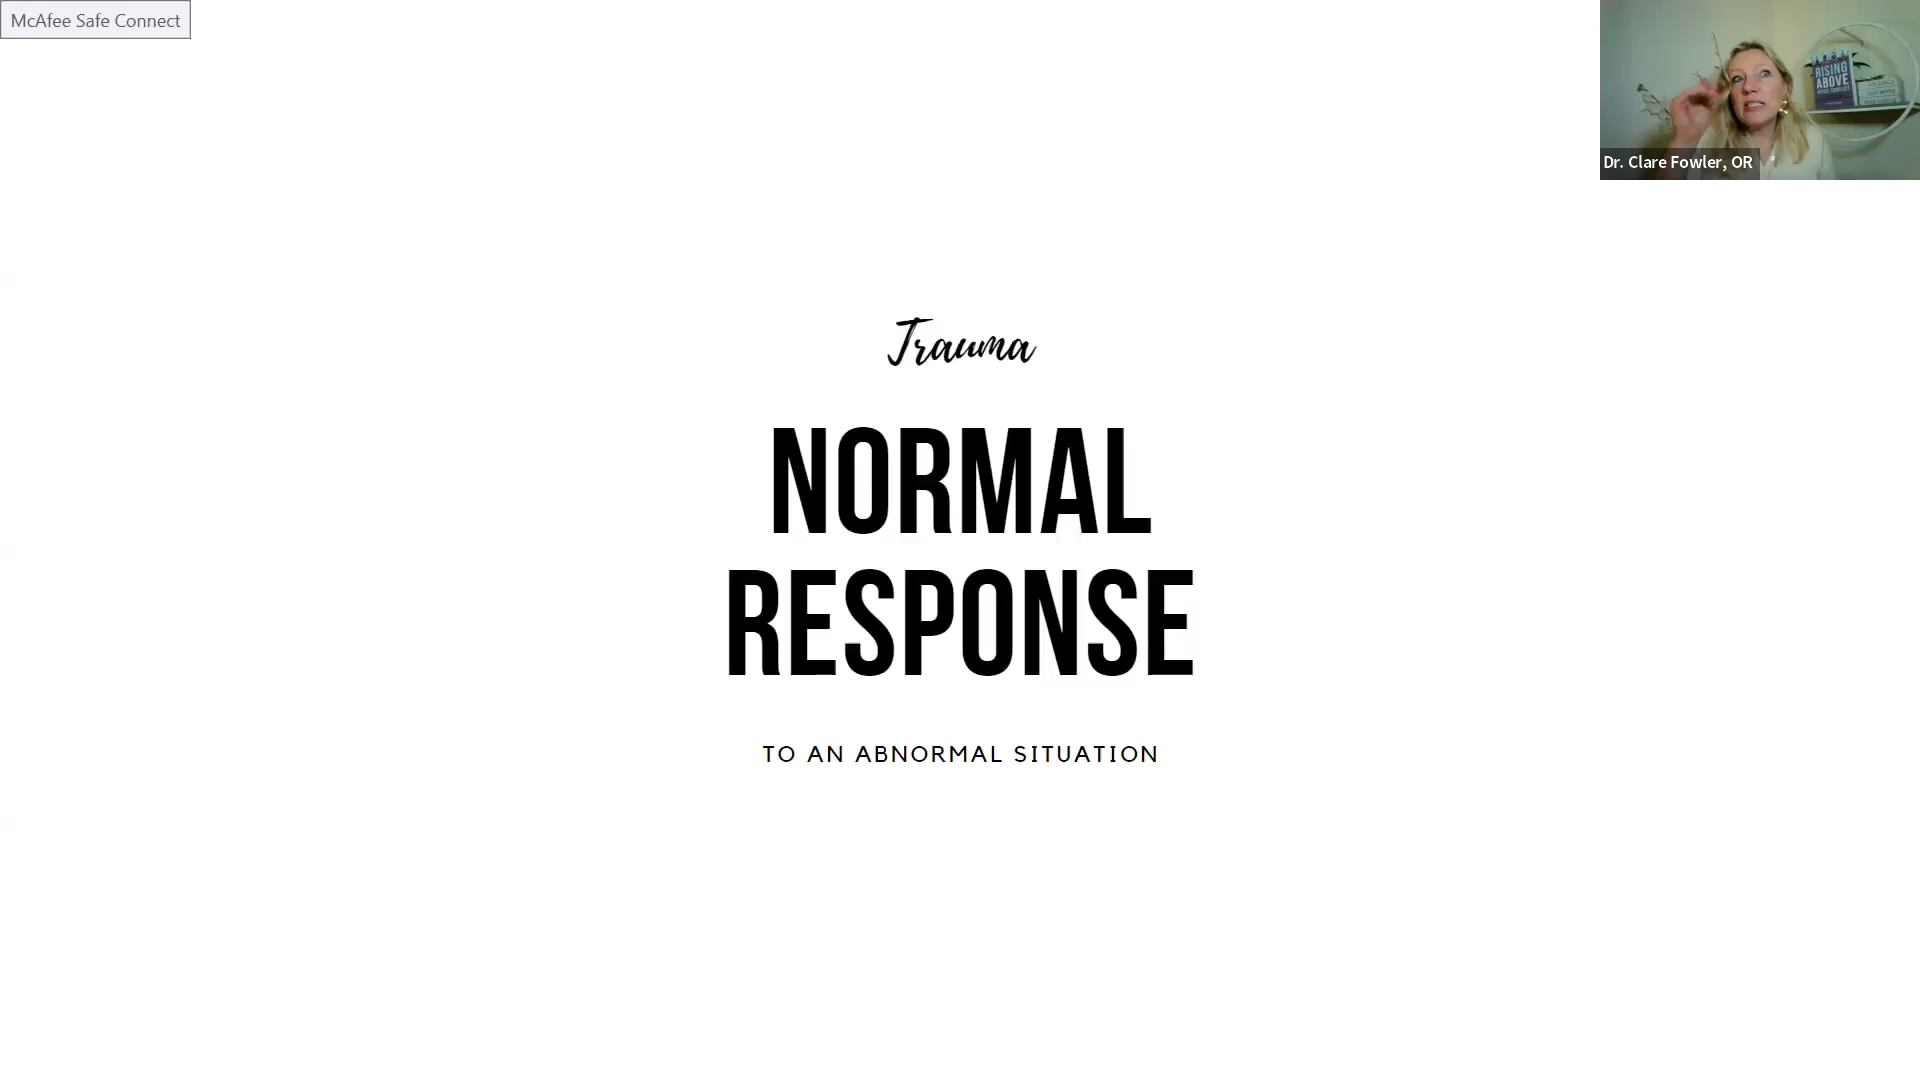 McAfee Safe Connect
RISING
ABOVE
Dr. Clare Fowler, OR
Trauma
NORMAL
RESPONSE
TO AN ABNORMAL SITUATION